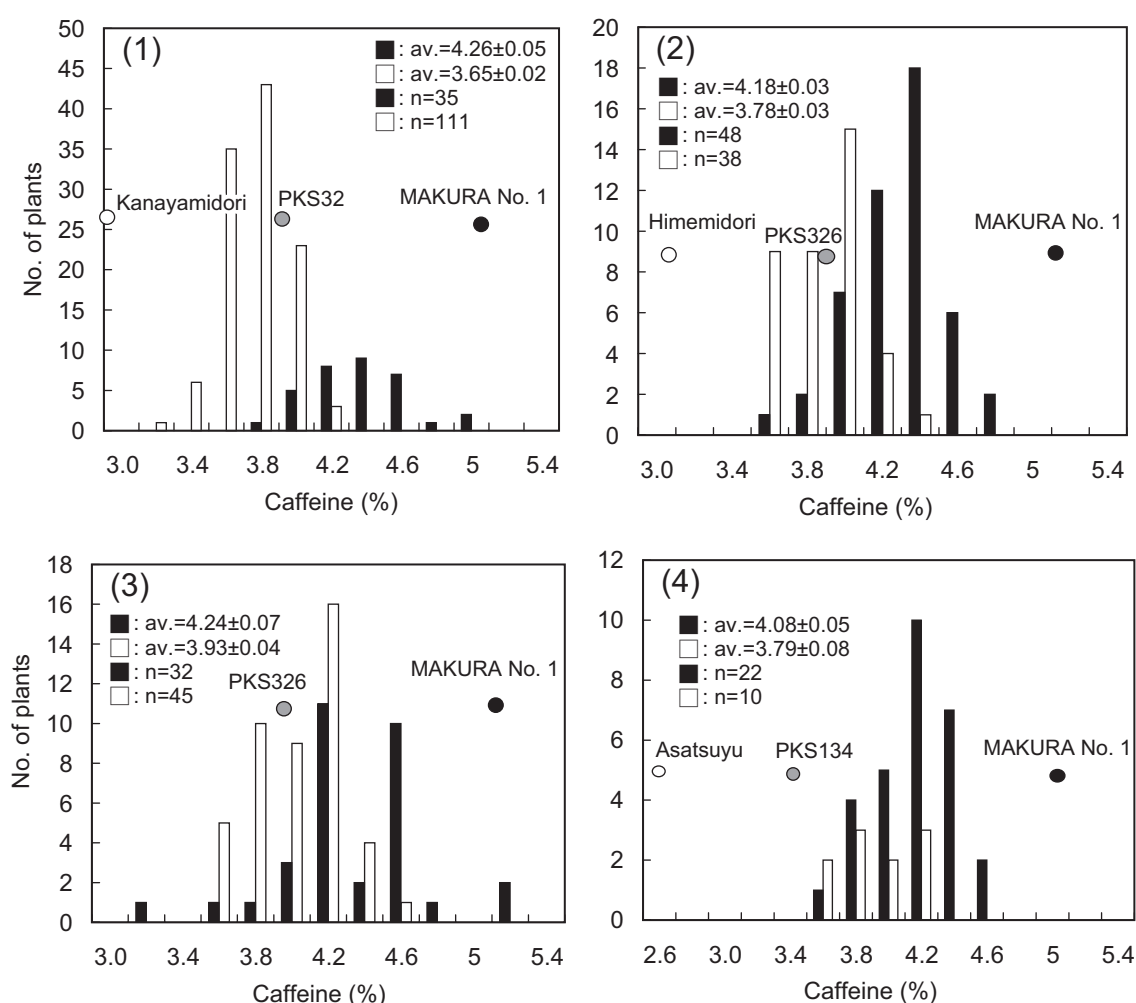 (1)
■: av.=4.26±0.05
□: av.=3.65±0.02
■: n=35
□: n=111
Kanayamidori
PKS32
MAKURA No. 1
No. of plants
50
45
40
35
30
25
20
15
10
5
0
3.0 3.4 3.8 4.2 4.6 5 5.4
Caffeine (%)
(2)
■: av.=4.18±0.03
□: av.=3.78±0.03
■: n=48
□: n=38
Himemidori
PKS326
MAKURA No. 1
20
18
16
14
12
10
8
6
4
2
0
3.0 3.4 3.8 4.2 4.6 5 5.4
Caffeine (%)
(3)
■: av.=4.24±0.07
□: av.=3.93±0.04
■: n=32
□: n=45
PKS326
MAKURA No. 1
No. of plants
18
16
14
12
10
8
6
4
2
0
3.0 3.4 3.8 4.2 4.6 5 5.4
Caffeine (%)
(4)
■: av.=4.08±0.05
□: av.=3.79±0.08
■: n=22
□: n=10
Asatsuyu
PKS134
MAKURA No. 1
12
10
8
6
4
2
0
2.6 3.0 3.4 3.8 4.2 4.6 5 5.4
Caffeine (%)